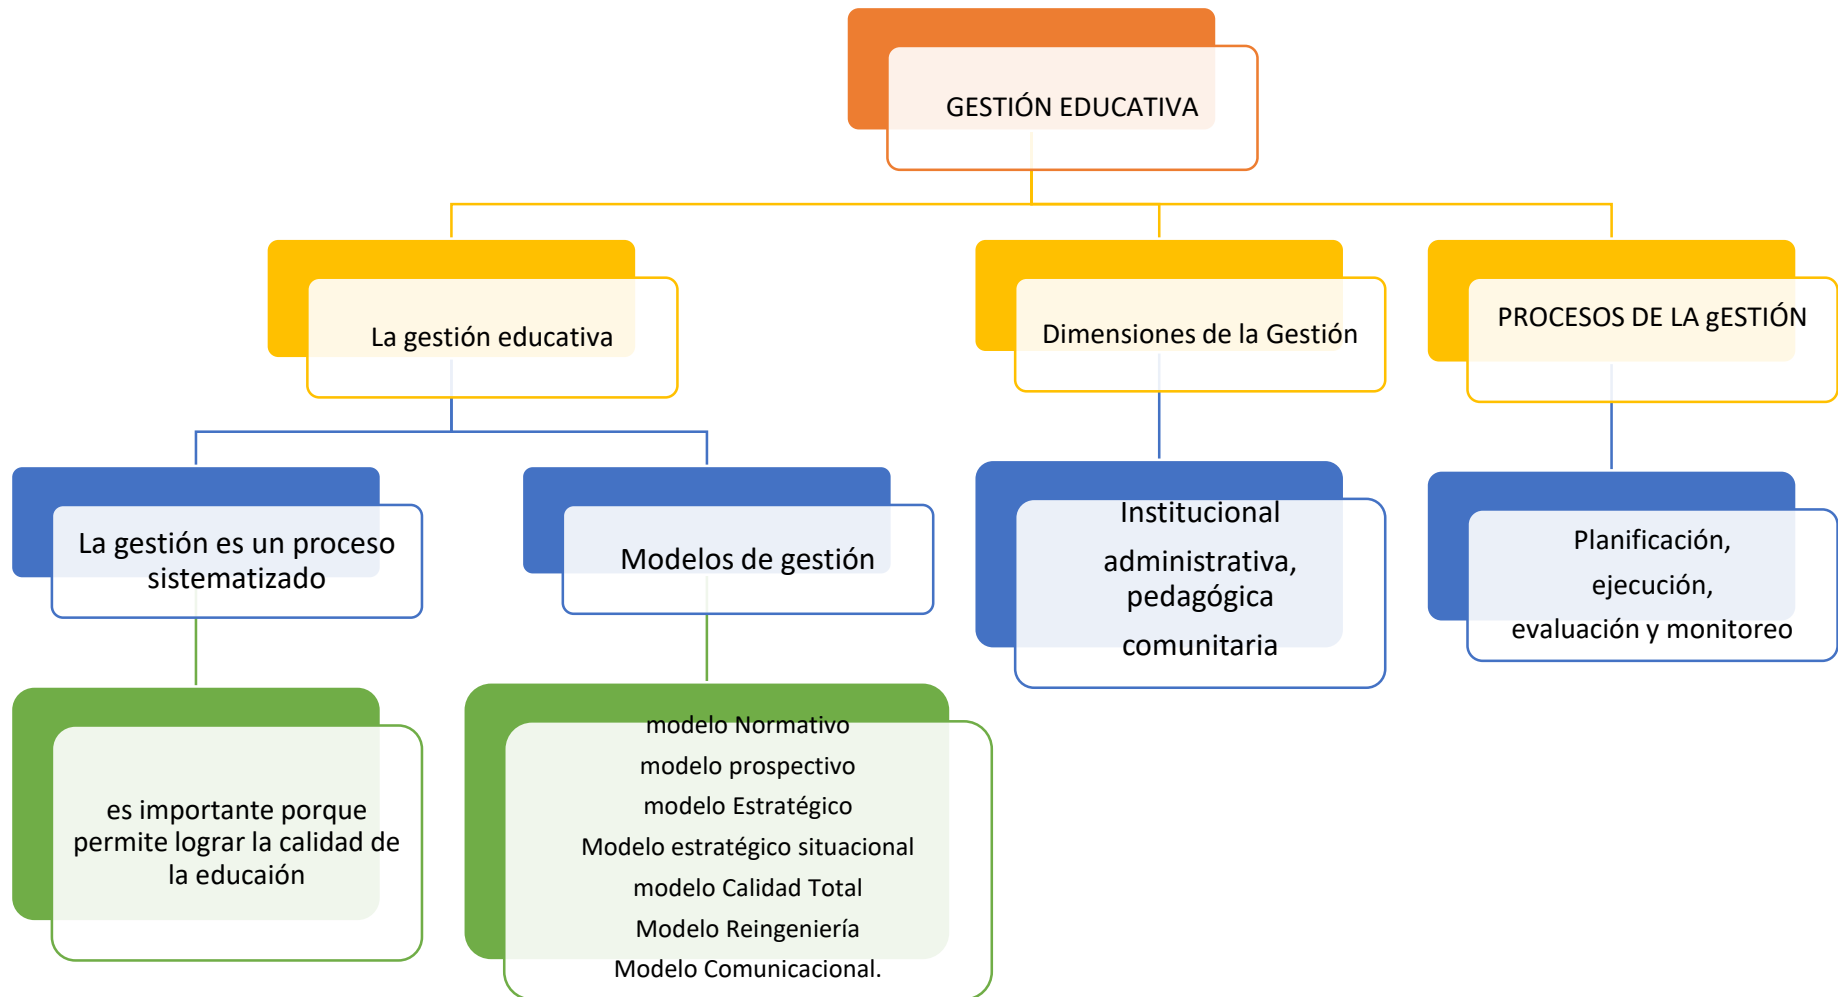 GESTIÓN EDUCATIVA
La gestión educativa
Dimensiones de la Gestión
PROCESOS DE LA gESTIÓN
La gestión es un proceso
sistematizado
Modelos de gestión
Institucional
administrativa,
pedagógica
comunitaria
Planificación,
ejecución,
evaluación y monitoreo
es importante porque
permite lograr la calidad de
la educaión
modelo Normativo
modelo prospectivo
modelo Estratégico
Modelo estratégico situacional
modelo Calidad Total
Modelo Reingeniería
Modelo Comunicacional.